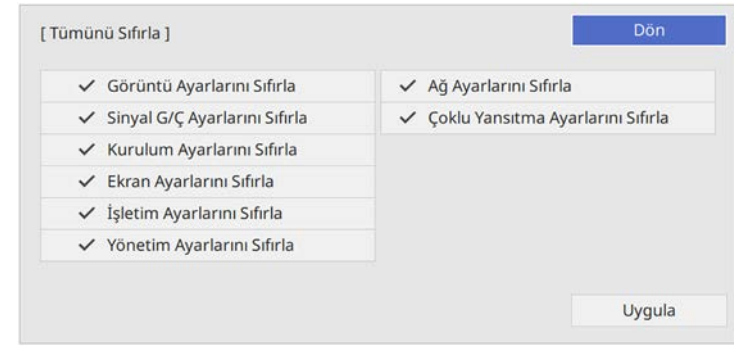 [ Tümünü Sıfırla ]
Dön
✓ Görüntü Ayarlarını Sıfırla
✓ Sinyal G/Ç Ayarlarını Sıfırla
✓ Kurulum Ayarlarını Sıfırla
✓ Ekran Ayarlarını Sıfırla
✓ İşletim Ayarlarını Sıfırla
✓ Yönetim Ayarlarını Sıfırla
✓ Ağ Ayarlarını Sıfırla
✓ Çoklu Yansıtma Ayarlarını Sıfırla
Uygula